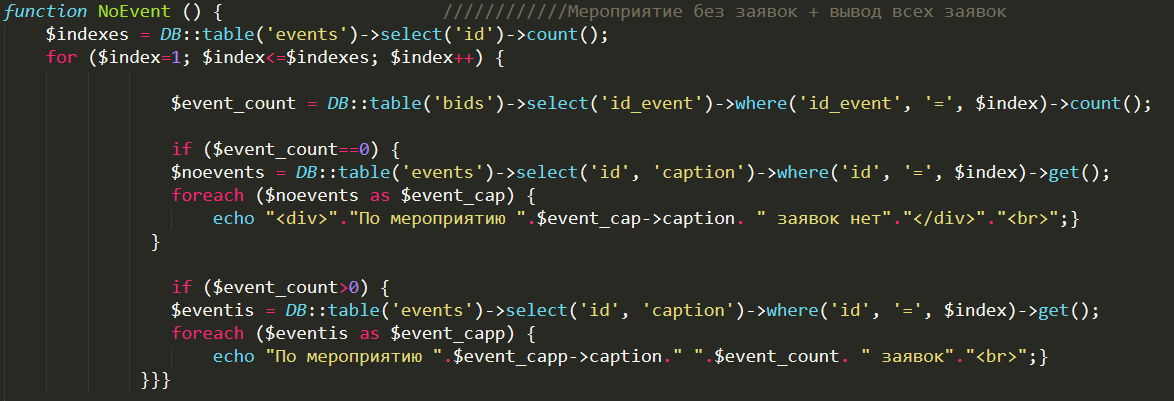 function NoEvent () { ////////////Мероприятие без заявок + вывод всех заявок
$indexes = DB::table('events')->select('id')->count();
for ($index=1; $index<=$indexes; $index++) {
$event_count = DB::table('bids')->select('id_event')->where('id_event', '=', $index)->count();
if ($event_count==0) {
$noevents = DB::table('events')->select('id', 'caption')->where('id', '=', $index)->get();
foreach ($noevents as $event_cap) {
echo "<div>"."По мероприятию ".$event_cap->caption. " заявок нет"."</div>"."<br>";}
}
if ($event_count>0) {
$eventis = DB::table('events')->select('id', 'caption')->where('id', '=', $index)->get();
foreach ($eventis as $event_capp) {
echo "По мероприятию ".$event_capp->caption." ".$event_count. " заявок"."<br>";}
}}}